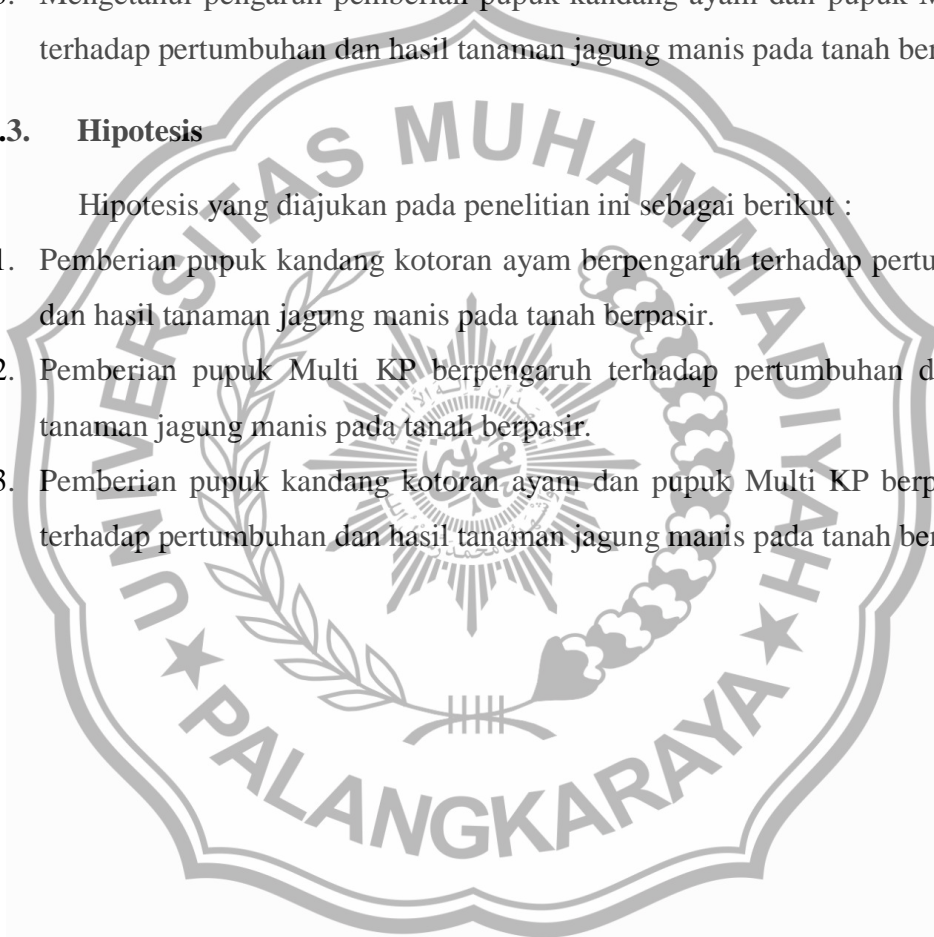 3. Mengetahui pengaruh pemberian pupuk kandang ayam dan pupuk M
terhadap pertumbuhan dan hasil tanaman jagung manis pada tanah ber
.3. Hipotesis
Hipotesis yang diajukan pada penelitian ini sebagai berikut :
1. Pemberian pupuk kandang kotoran ayam berpengaruh terhadap pertu
dan hasil tanaman jagung manis pada tanah berpasir.
2. Pemberian pupuk Multi KP berpengaruh terhadap pertumbuhan d
tanaman jagung manis pada tanah berpasir.
3. Pemberian pupuk kandang kotoran ayam dan pupuk Multi KP berp
terhadap pertumbuhan dan hasil tanaman jagung manis pada tanah ber
UNIVERSITAS MUHAMMADIYAH
PALANGKARAYA